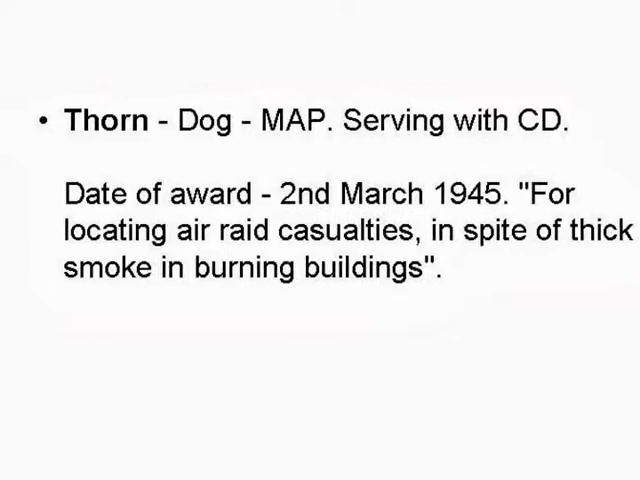 • Thorn - Dog - MAP. Serving with CD.
Date of award - 2nd March 1945. "For
locating air raid casualties, in spite of thick
smoke in burning buildings".